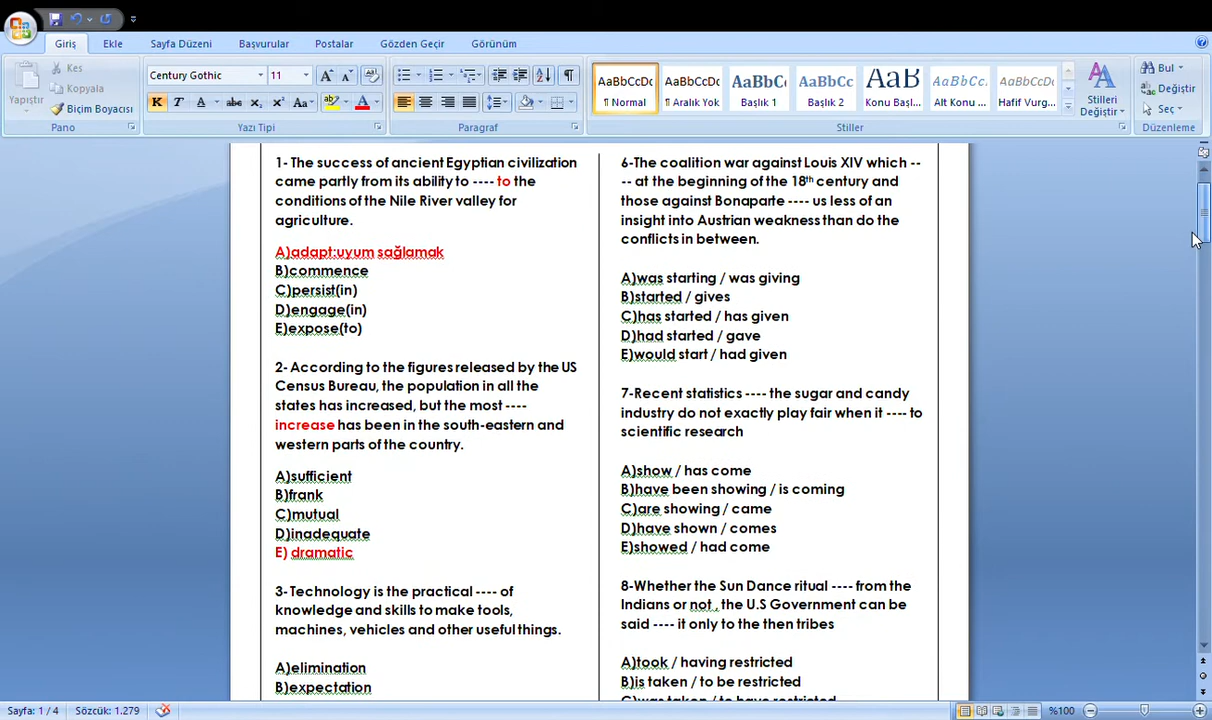 Giriş Ekle Sayfa Düzeni Başvurular Postalar Gözden Geçir Görünüm
Yapıştır
Kes
Kopyala
Biçim Boyacısı
Pano
Century Gothic 11
K T A abe x₂ x² Aa
Yazı Tipi
Paragraf
AaBbCcDc AaBbCcDc AaBbCc AaBbCc AaB AaBbCc. AaBbCcDc
¶ Normal ¶ Aralık Yok Başlık 1 Başlık 2 Konu Başl... Alt Konu ... Hafif Vurg...
Stiller
Stilleri
Değiştir
Bul
Değiştir
Seç
Düzenleme
1- The success of ancient Egyptian civilization
came partly from its ability to ---- to the
conditions of the Nile River valley for
agriculture.
A)adapt:uyum sağlamak
B)commence
C)persist(in)
D)engage(in)
E)expose(to)
2- According to the figures released by the US
Census Bureau, the population in all the
states has increased, but the most ----
increase has been in the south-eastern and
western parts of the country.
A)sufficient
B)frank
C)mutual
D)inadequate
E) dramatic
3- Technology is the practical ---- of
knowledge and skills to make tools,
machines, vehicles and other useful things.
A)elimination
B)expectation
6-The coalition war against Louis XIV which --
-- at the beginning of the 18th century and
those against Bonaparte ---- us less of an
insight into Austrian weakness than do the
conflicts in between.
A)was starting / was giving
B)started / gives
C)has started / has given
D)had started / gave
E)would start / had given
7-Recent statistics ---- the sugar and candy
industry do not exactly play fair when it ---- to
scientific research
A)show / has come
B)have been showing / is coming
C)are showing / came
D)have shown / comes
E)showed / had come
8-Whether the Sun Dance ritual ---- from the
Indians or not , the U.S Government can be
said ---- it only to the then tribes
A)took / having restricted
B)is taken / to be restricted
C)was taken / to have restricted
Sayfa: 1 / 4 Sözcük: 1.279 %100